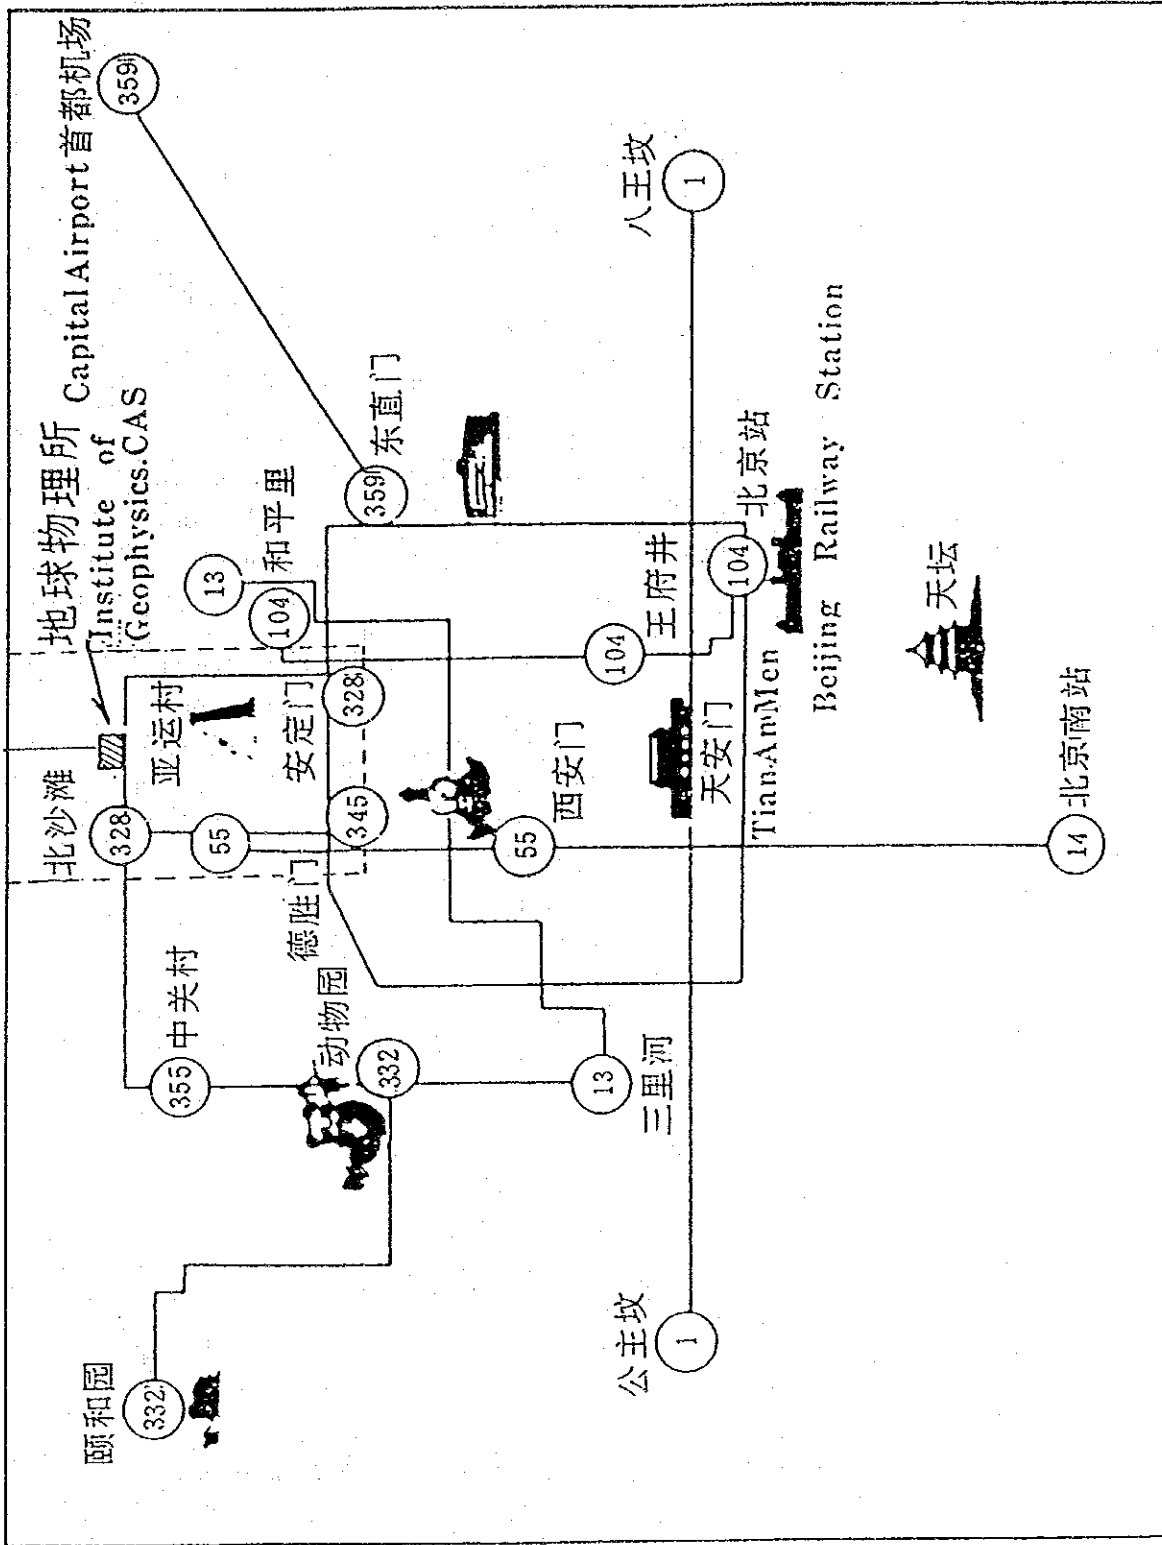 地球物理所
Institute of
Geophysics.CAS
Capital Airport 首都机场
359
北沙滩
328
亚运村
55
13
和平里
104
中关村
355
颐和园
332
德胜门
345
安定门
328
359
东直门
动物园
332
西安门
55
104
王府井
三里河
13
公主坟
1
天安门
TianAnMen
八王坟
1
104
北京站
Beijing Railway Station
天坛
14
北京南站